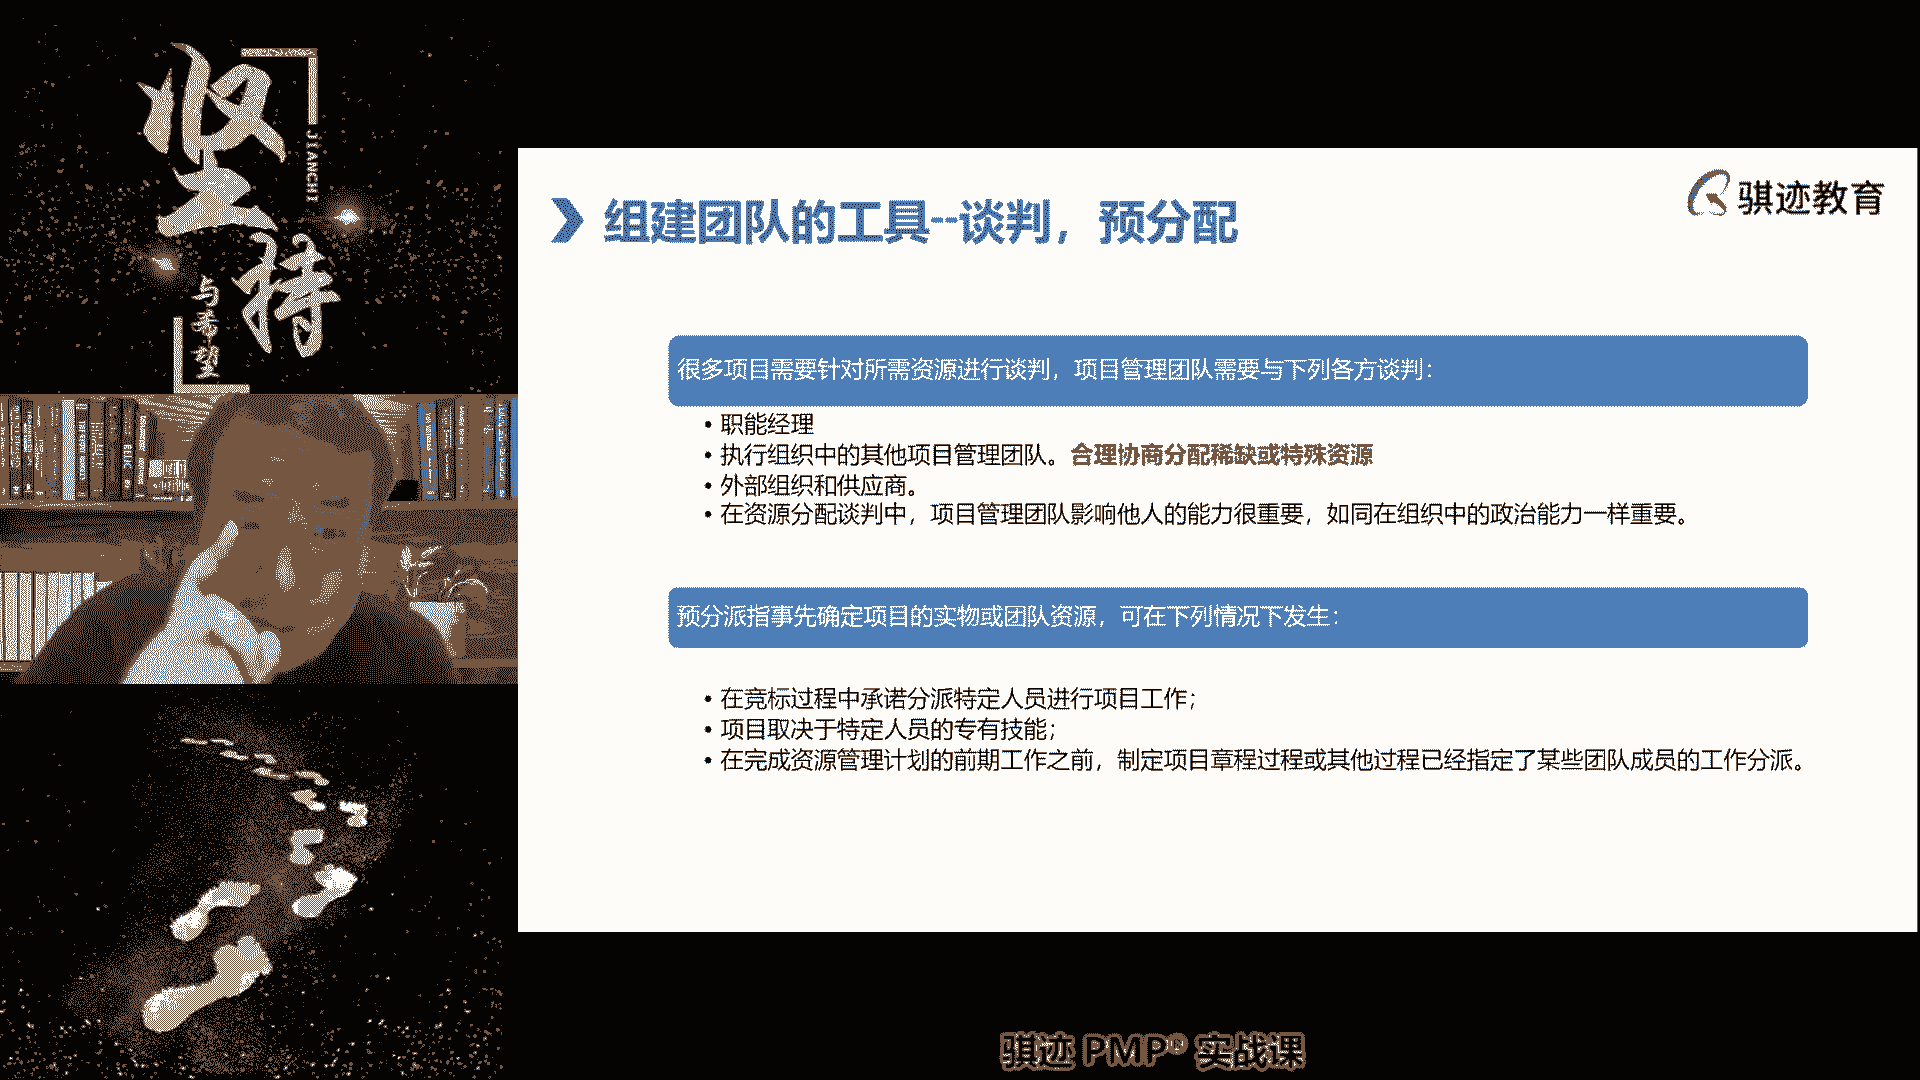 坚持
JIANCHI
与希望
骐迹教育
组建团队的工具--谈判，预分配
很多项目需要针对所需资源进行谈判，项目管理团队需要与下列各方谈判：
• 职能经理
• 执行组织中的其他项目管理团队。合理协商分配稀缺或特殊资源
• 外部组织和供应商。
• 在资源分配谈判中，项目管理团队影响他人的能力很重要，如同在组织中的政治能力一样重要。
预分派指事先确定项目的实物或团队资源，可在下列情况下发生：
• 在竞标过程中承诺分派特定人员进行项目工作；
• 项目取决于特定人员的专有技能；
• 在完成资源管理计划的前期工作之前，制定项目章程过程或其他过程已经指定了某些团队成员的工作分派。
骐迹 PMP® 实战课